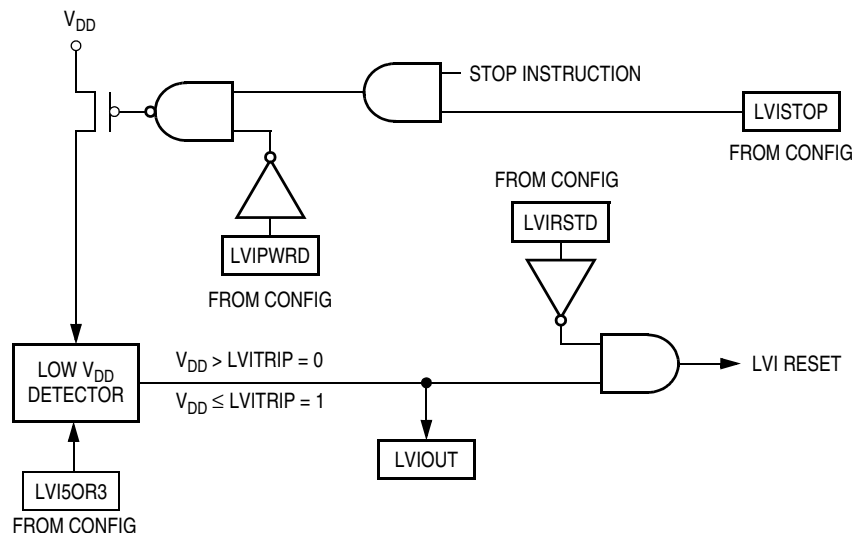 VDD
STOP INSTRUCTION
LVISTOP
FROM CONFIG
FROM CONFIG
LVIRSTD
LVIPWRD
FROM CONFIG
LOW VDD
DETECTOR
VDD > LVITRIP = 0
VDD ≤ LVITRIP = 1
LVI RESET
LVIOUT
LVI5OR3
FROM CONFIG